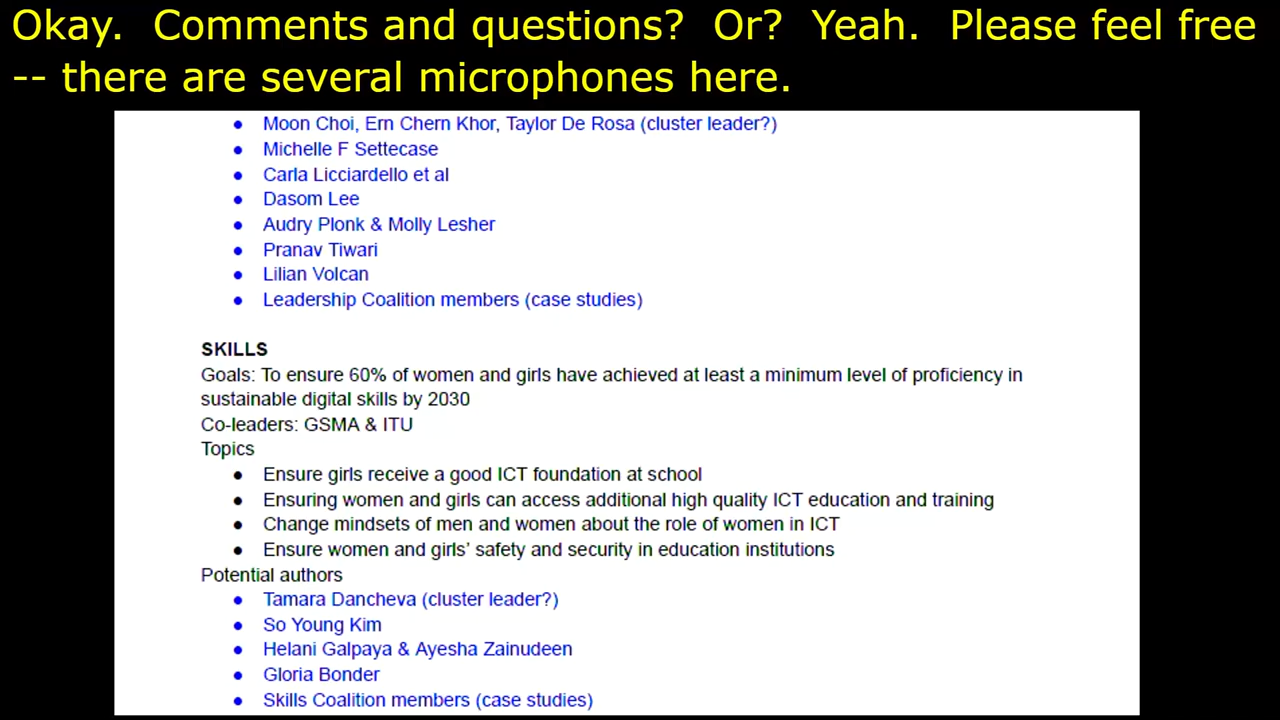 Okay.  Comments and questions?  Or?  Yeah.  Please feel free
-- there are several microphones here.
● Moon Choi, Ern Chern Khor, Taylor De Rosa (cluster leader?)
● Michelle F Settecase
● Carla Licciardello et al
● Dasom Lee
● Audry Plonk & Molly Lesher
● Pranav Tiwari
● Lilian Volcan
● Leadership Coalition members (case studies)
SKILLS
Goals: To ensure 60% of women and girls have achieved at least a minimum level of proficiency in
sustainable digital skills by 2030
Co-leaders: GSMA & ITU
Topics
● Ensure girls receive a good ICT foundation at school
● Ensuring women and girls can access additional high quality ICT education and training
● Change mindsets of men and women about the role of women in ICT
● Ensure women and girls’ safety and security in education institutions
Potential authors
● Tamara Dancheva (cluster leader?)
● So Young Kim
● Helani Galpaya & Ayesha Zainudeen
● Gloria Bonder
● Skills Coalition members (case studies)